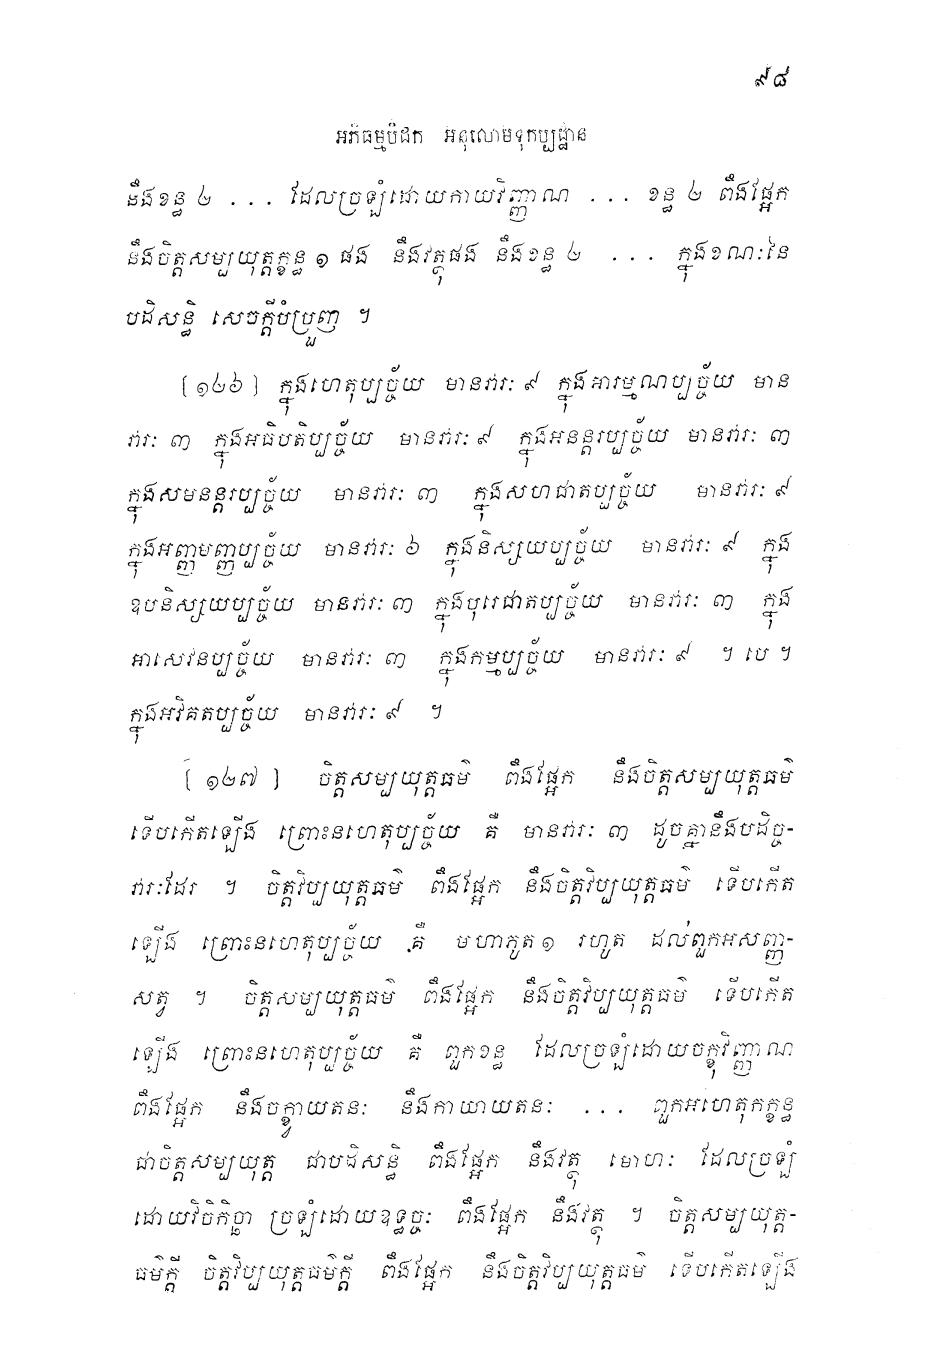 ៩៨
អភិធម្មបិដក អនុលោមទុកប្បដ្ឋាន
នឹងខន្ធ ២ ... ដែលច្រឡំដោយកាយវិញ្ញាណ ... ខន្ធ ២ ពឹងផ្អែក
នឹងចិត្តសម្បយុត្តក្ខន្ធ ១ ផង នឹងវត្ថុផង នឹងខន្ធ ២ ... ក្នុងខណៈនៃ
បដិសន្ធិ សេចក្តីបំប្រួញ ។
[១២៦] ក្នុងហេតុប្បច្ច័យ មានវារៈ ៩ ក្នុងអារម្មណប្បច្ច័យ មាន
វារៈ ៣ ក្នុងអធិបតិប្បច្ច័យ មានវារៈ ៩ ក្នុងអនន្តរប្បច្ច័យ មានវារៈ ៣
ក្នុងសមនន្តរប្បច្ច័យ មានវារៈ ៣ ក្នុងសហជាតប្បច្ច័យ មានវារៈ ៩
ក្នុងអញ្ញមញ្ញប្បច្ច័យ មានវារៈ ៦ ក្នុងនិស្សយប្បច្ច័យ មានវារៈ ៩ ក្នុង
ឧបនិស្សយប្បច្ច័យ មានវារៈ ៣ ក្នុងបុរេជាតប្បច្ច័យ មានវារៈ ៣ ក្នុង
អាសេវនប្បច្ច័យ មានវារៈ ៣ ក្នុងកម្មប្បច្ច័យ មានវារៈ ៩ ។ បេ ។
ក្នុងអវិគតប្បច្ច័យ មានវារៈ ៩ ។
[១២៧] ចិត្តសម្បយុត្តធម៌ ពឹងផ្អែក នឹងចិត្តសម្បយុត្តធម៌
ទើបកើតឡើង ព្រោះនហេតុប្បច្ច័យ គឺ មានវារៈ ៣ ដូចគ្នានឹងបដិច្ច-
វារៈដែរ ។ ចិត្តវិប្បយុត្តធម៌ ពឹងផ្អែក នឹងចិត្តវិប្បយុត្តធម៌ ទើបកើត
ឡើង ព្រោះនហេតុប្បច្ច័យ គឺ មហាភូត១ រហូត ដល់ពួកអសញ្ញ-
សត្វ ។ ចិត្តសម្បយុត្តធម៌ ពឹងផ្អែក នឹងចិត្តវិប្បយុត្តធម៌ ទើបកើត
ឡើង ព្រោះនហេតុប្បច្ច័យ គឺ ពួកខន្ធ ដែលច្រឡំដោយចក្ខុវិញ្ញាណ
ពឹងផ្អែក នឹងចក្ខ្វាយតនៈ នឹងកាយាយតនៈ ... ពួកអហេតុកក្ខន្ធ
ជាចិត្តសម្បយុត្ត ជាបដិសន្ធិ ពឹងផ្អែក នឹងវត្ថុ មោហៈ ដែលច្រឡំ
ដោយវិចិកិច្ឆា ច្រឡំដោយឧទ្ធច្ចៈ ពឹងផ្អែក នឹងវត្ថុ ។ ចិត្តសម្បយុត្ត-
ធម៌ក្តី ចិត្តវិប្បយុត្តធម៌ក្តី ពឹងផ្អែក នឹងចិត្តវិប្បយុត្តធម៌ ទើបកើតឡើង